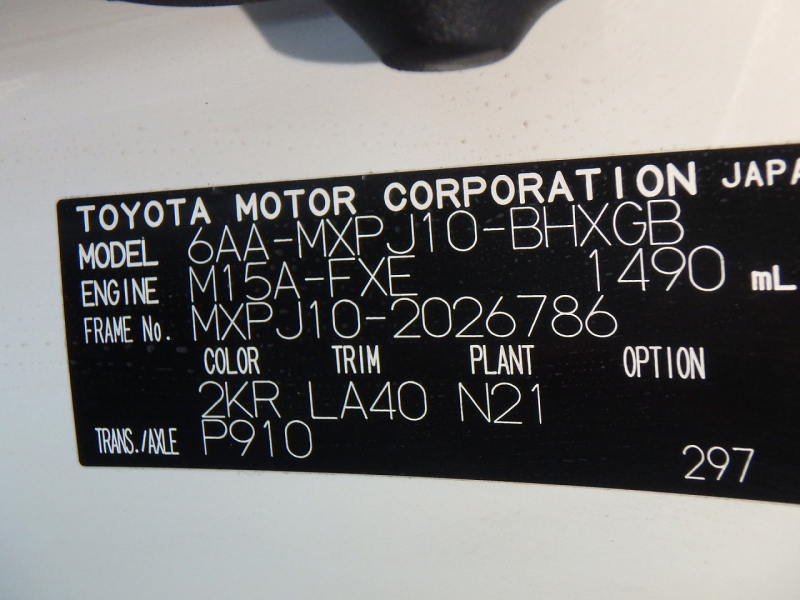 TOYOTA MOTOR CORPORATION JAPA
MODEL 6AA-MXPJ10-BHXGB
ENGINE M15A-FXE 1490 mL
FRAME No. MXPJ10-2026786
COLOR TRIM PLANT OPTION
2KR LA40 N21
TRANS./AXLE P910
297